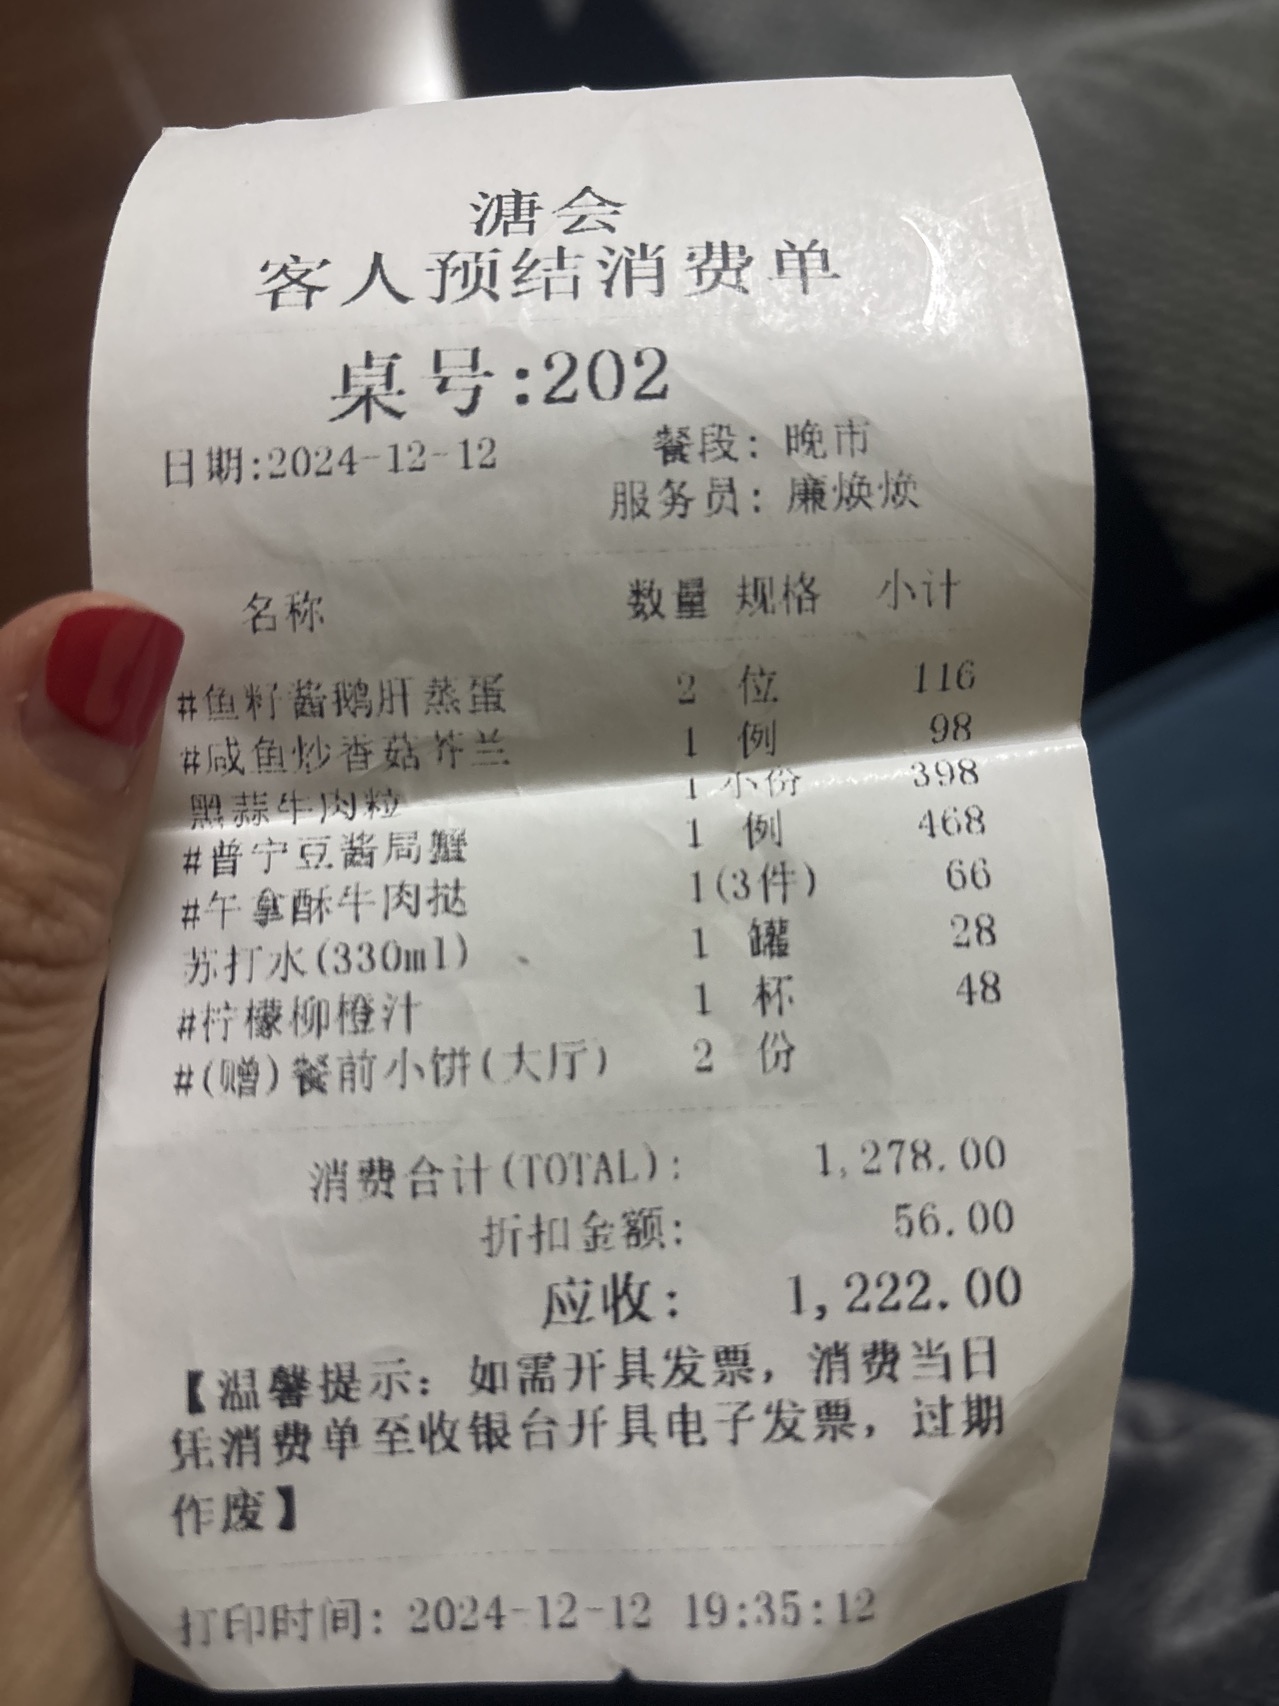 溏会
客人预结消费单
桌号:202
日期:2024-12-12 餐段: 晚市
服务员: 廉焕焕
名称 数量 规格 小计
#鱼籽酱鹅肝蒸蛋 2 位 116
#咸鱼炒香菇芥兰 1 例 98
黑蒜牛肉粒 1 小份 398
#普宁豆酱局蟹 1 例 468
#午拿酥牛肉挞 1(3件) 66
苏打水(330ml) 1 罐 28
#柠檬柳橙汁 1 杯 48
#(赠)餐前小饼(大厅) 2 份
消费合计(TOTAL): 1,278.00
折扣金额: 56.00
应收: 1,222.00
【温馨提示: 如需开具发票, 消费当日
凭消费单至收银台开具电子发票, 过期
作废】
打印时间: 2024-12-12 19:35:12